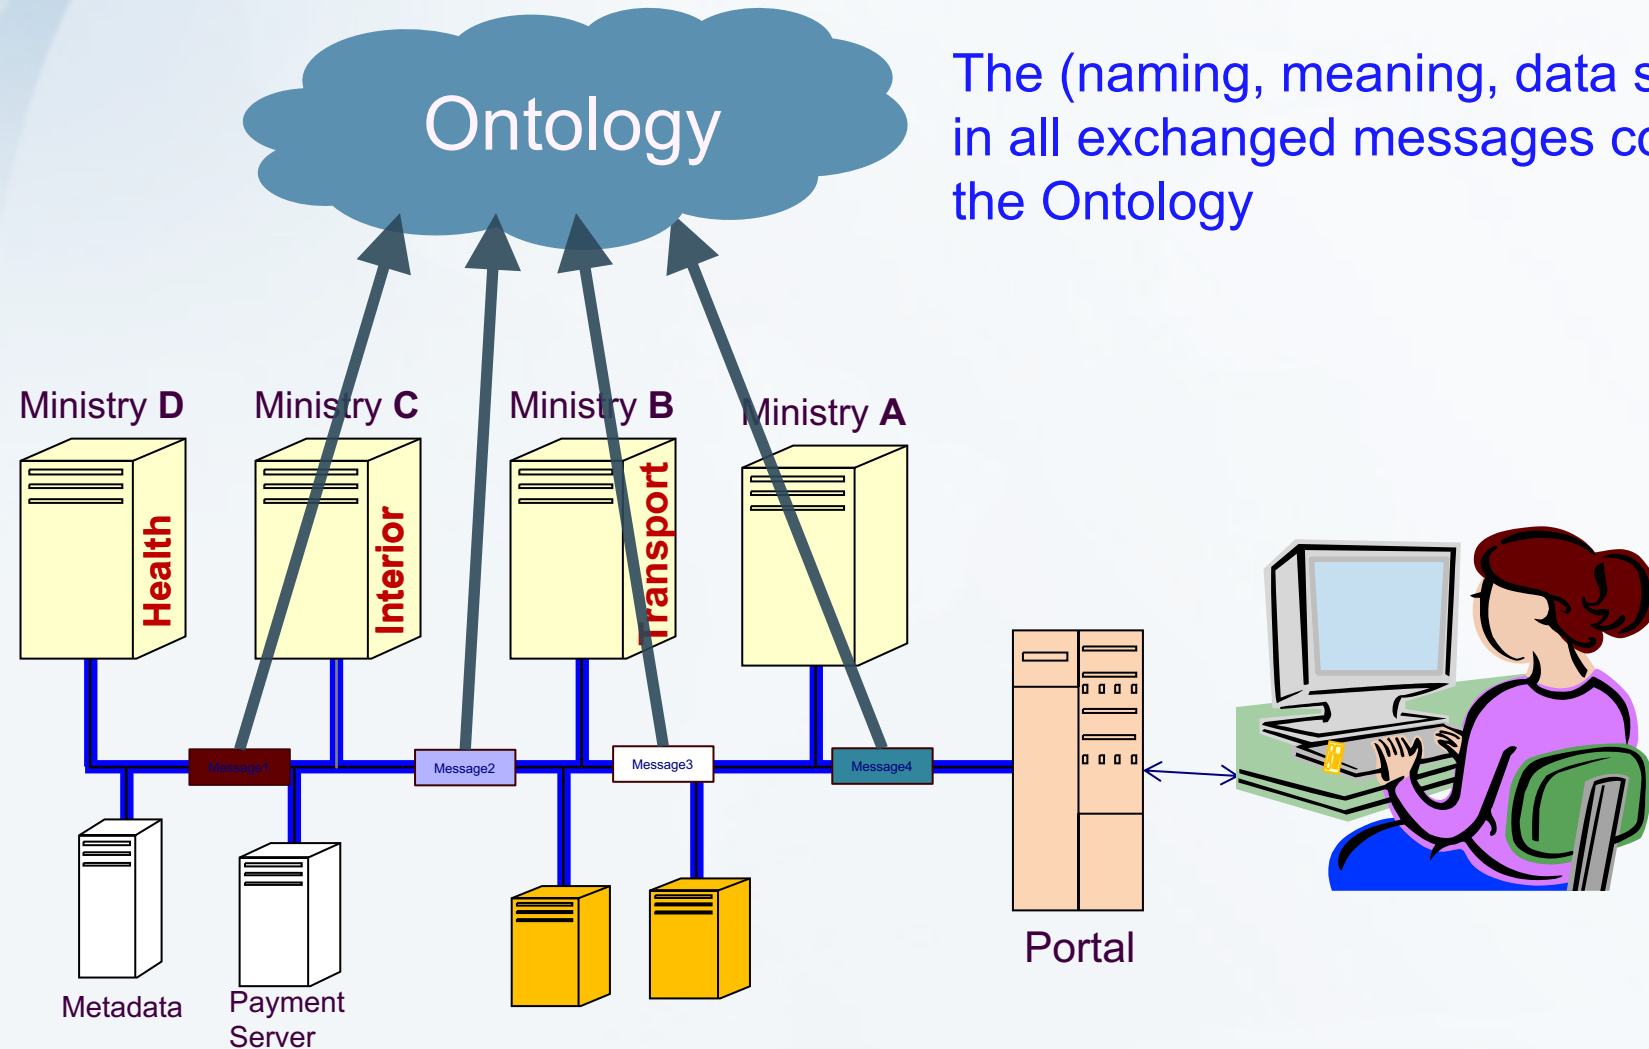 Ontology
The (naming, meaning, data
in all exchanged messages
the Ontology
Ministry D
Ministry C
Ministry B
Ministry A
Health
Interior
Transport
Message1
Message2
Message3
Message4
Portal
Metadata
Payment
Server